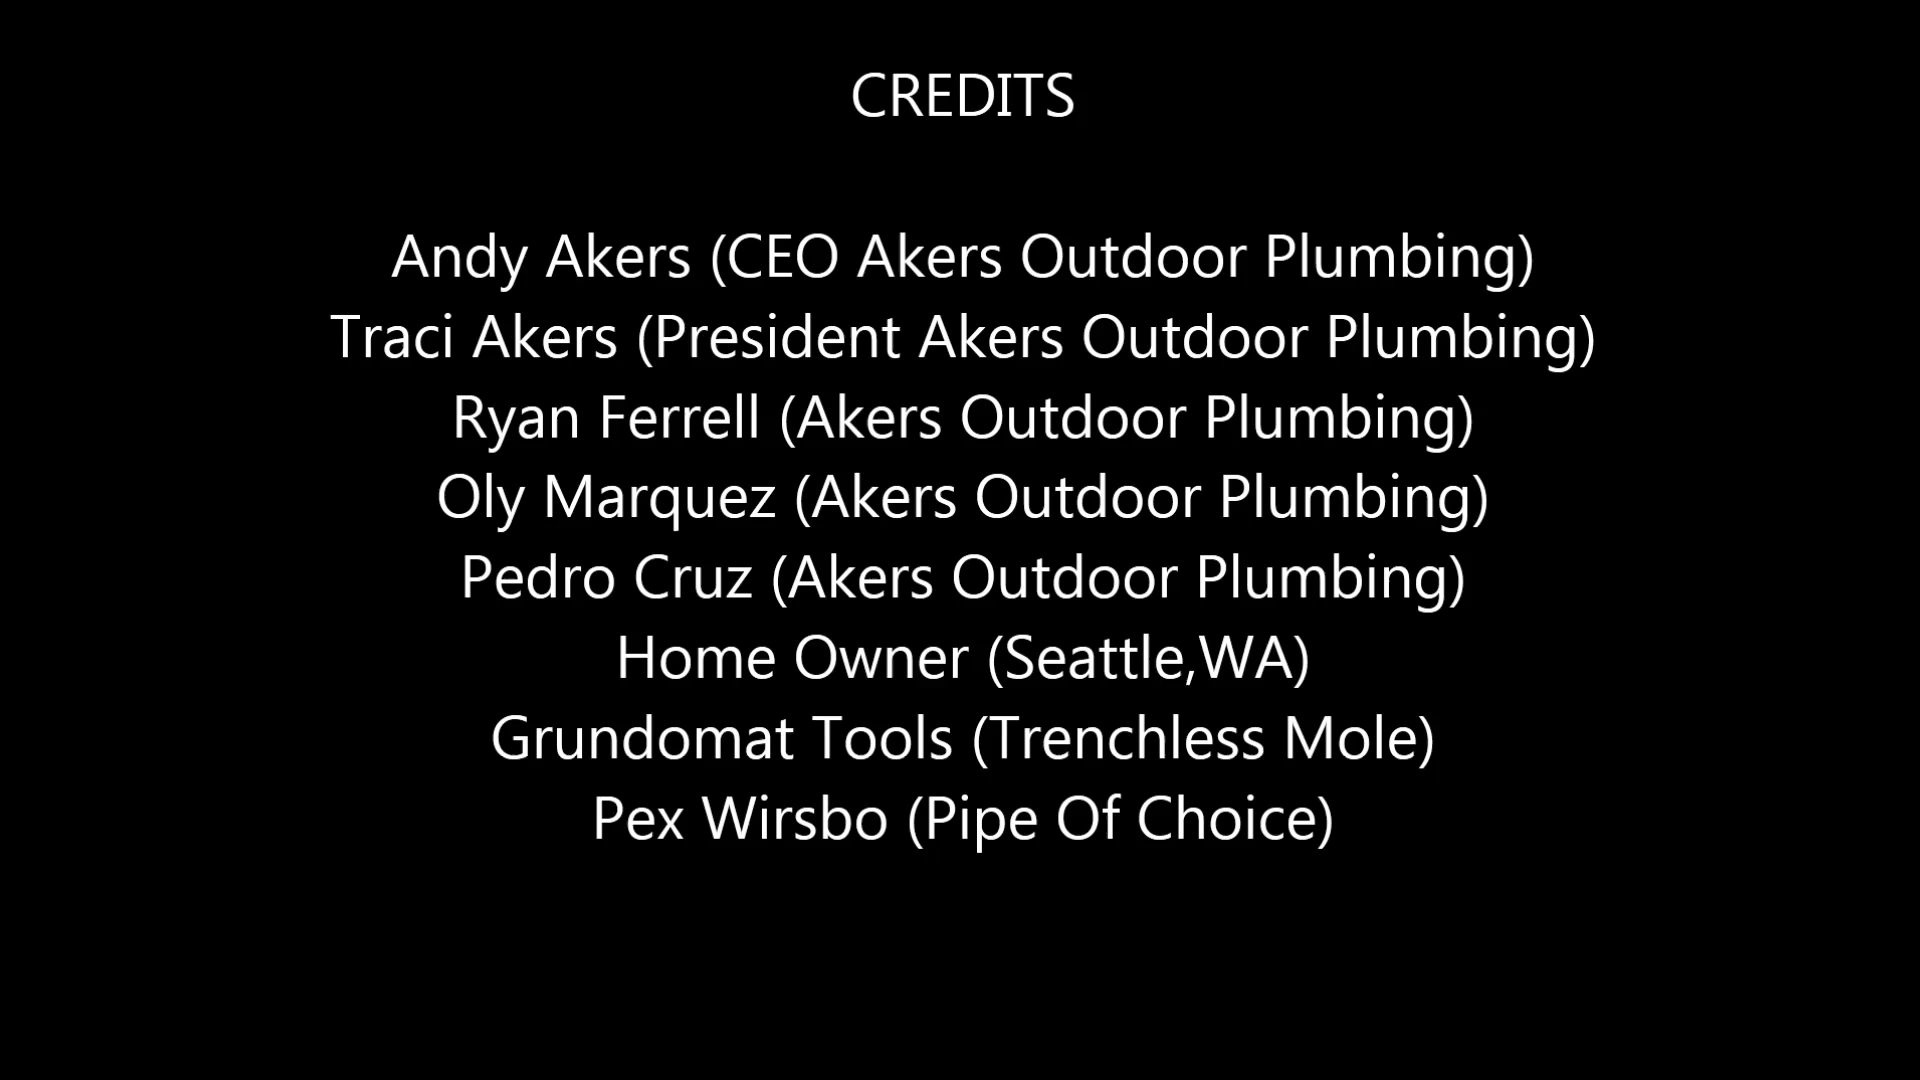 CREDITS
Andy Akers (CEO Akers Outdoor Plumbing)
Traci Akers (President Akers Outdoor Plumbing)
Ryan Ferrell (Akers Outdoor Plumbing)
Oly Marquez (Akers Outdoor Plumbing)
Pedro Cruz (Akers Outdoor Plumbing)
Home Owner (Seattle,WA)
Grundomat Tools (Trenchless Mole)
Pex Wirsbo (Pipe Of Choice)